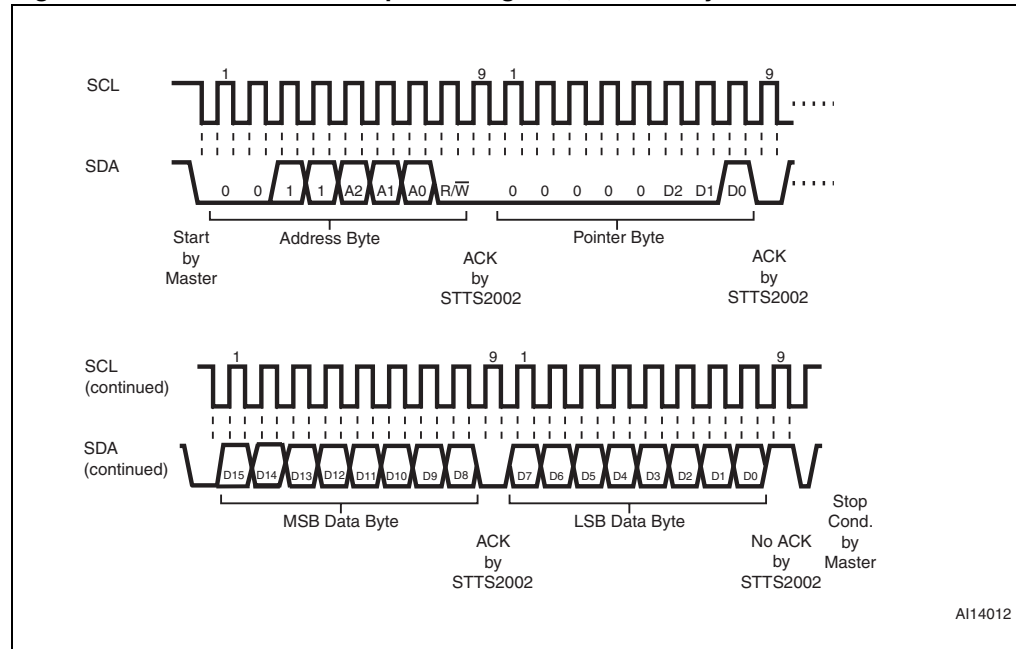 SCL
1 9 1 9
SDA
0 0 1 1 A2 A1 A0 R/W 0 0 0 0 0 D2 D1 D0
Start
by
Master
Address Byte
Pointer Byte
ACK
by
STTS2002
ACK
by
STTS2002
SCL
(continued)
1 9 1 9
SDA
(continued)
D15 D14 D13 D12 D11 D10 D9 D8 D7 D6 D5 D4 D3 D2 D1 D0
MSB Data Byte
LSB Data Byte
ACK
by
STTS2002
No ACK
by
STTS2002
Stop
Cond.
by
Master
AI14012